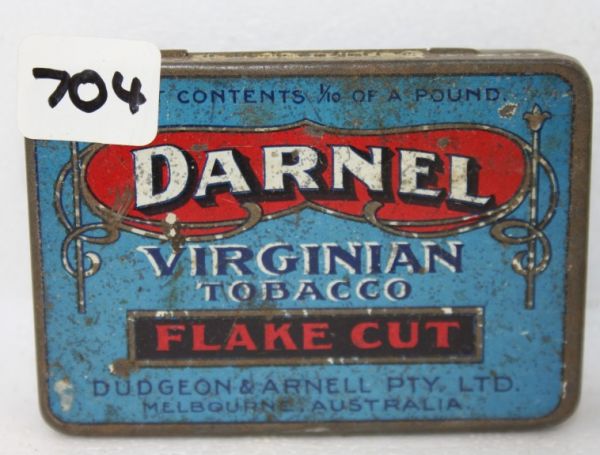 704
CONTENTS 1/10 OF A POUND.
DARNEL
VIRGINIAN
TOBACCO
FLAKE CUT
DUDGEON & ARNELL PTY. LTD.
MELBOURNE, AUSTRALIA.